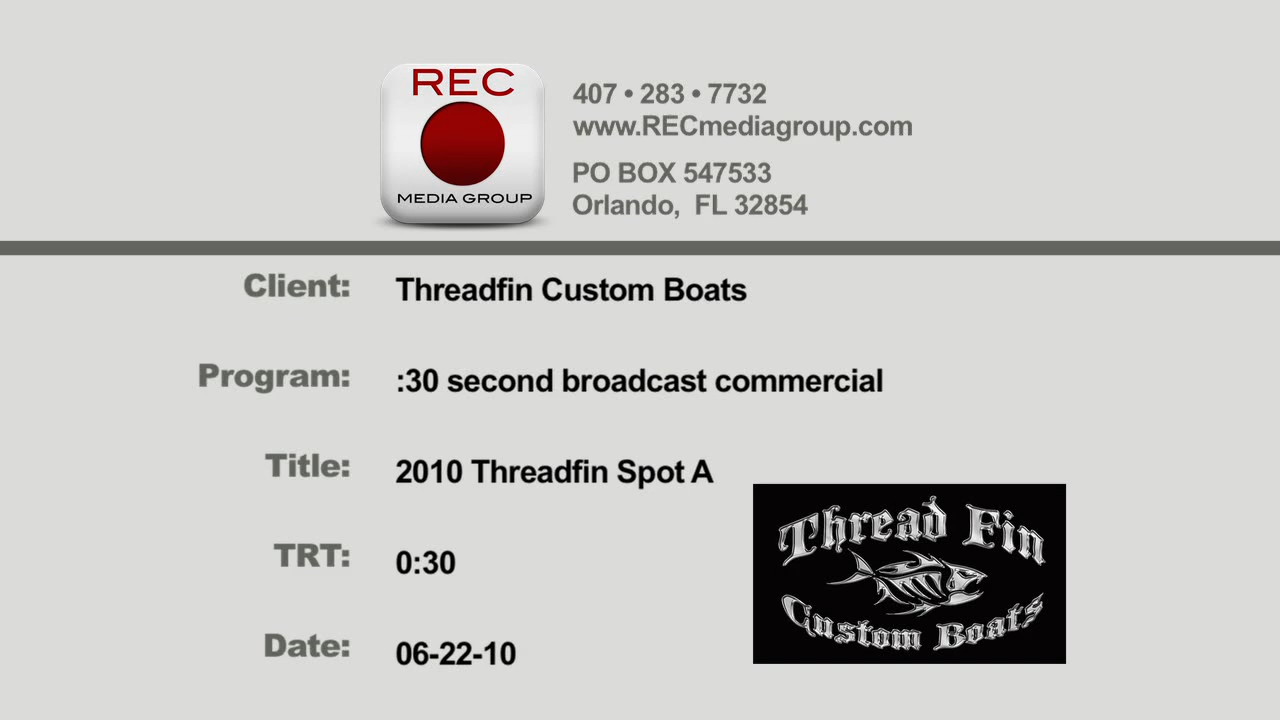 REC
MEDIA GROUP
407 • 283 • 7732
www.RECmediagroup.com
PO BOX 547533
Orlando, FL 32854
Client: Threadfin Custom Boats
Program: :30 second broadcast commercial
Title: 2010 Threadfin Spot A
TRT: 0:30
Date: 06-22-10
Thread Fin
Custom Boats